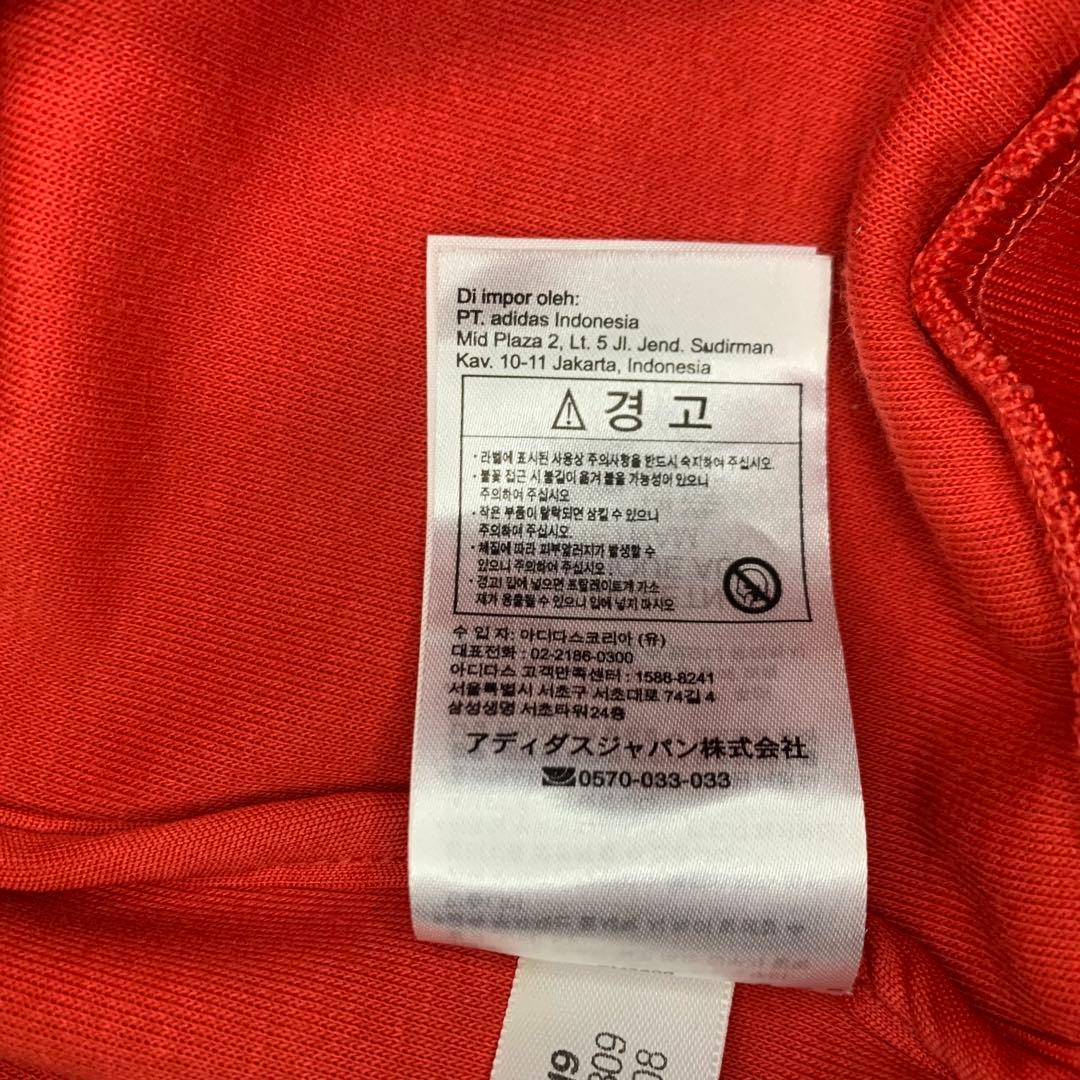 Di impor oleh:
PT. adidas Indonesia
Mid Plaza 2, Lt. 5 Jl. Jend. Sudirman
Kav. 10-11 Jakarta, Indonesia
⚠ 경 고
· 라벨에 표시된 사용상 주의사항을 반드시 숙지하여 주십시오.
· 불꽃 접근 시 불길이 옮겨 붙을 가능성이 있으니
주의하여 주십시오
· 작은 부품이 탈락되면 삼킬 수 있으니
주의하여 주십시오.
· 체질에 따라 피부알러지가 발생할 수
있으니 주의하여 주십시오.
· 경고! 입에 넣으면 프탈레이트계 가소
제가 용출될 수 있으니 입에 넣지 마시오
수 입 자: 아디다스코리아 (유)
대표전화 : 02-2186-0300
아디다스 고객만족센터 : 1588-8241
서울특별시 서초구 서초대로 74길 4
삼성생명 서초타워 24층
アディダスジャパン株式会社
0570-033-033